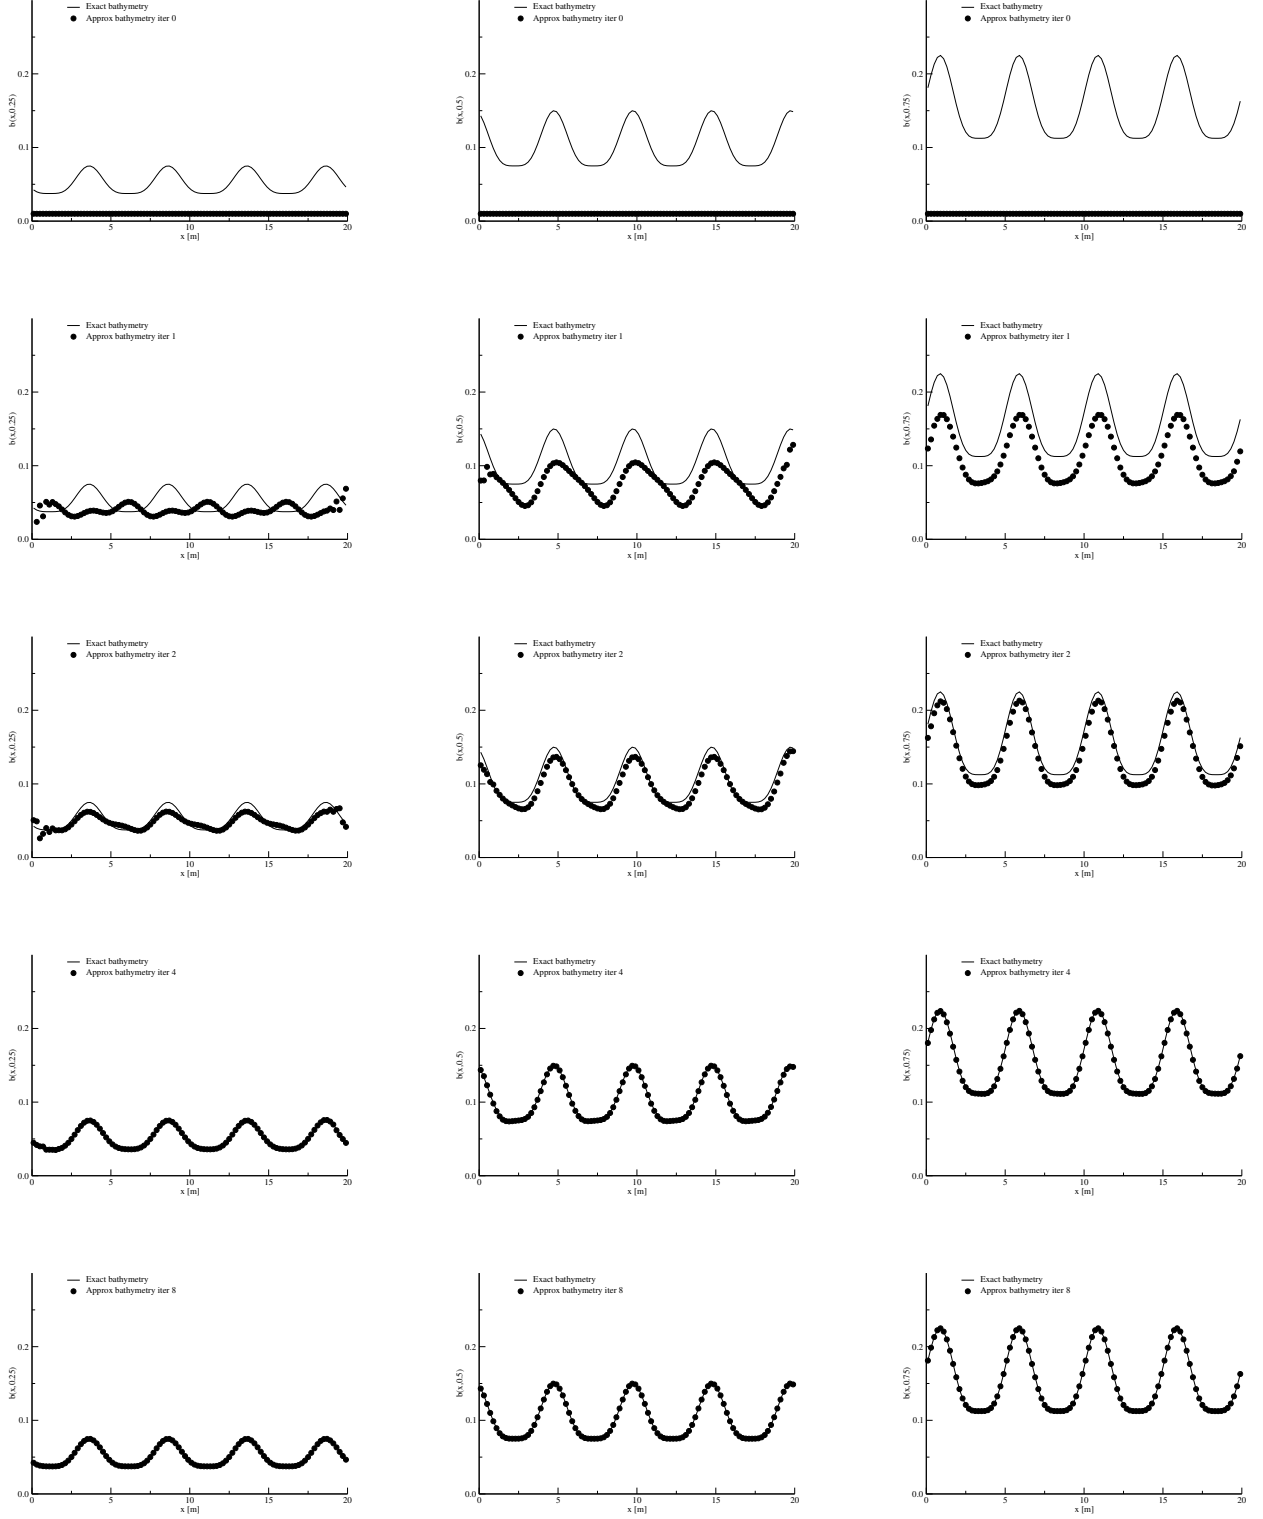 Exact bathymetry
Approx bathymetry iter 0
b(x,0.25)
0.2
0.1
0.0
0 5 10 15 20
x [m]
Exact bathymetry
Approx bathymetry iter 0
b(x,0.5)
0.2
0.1
0.0
0 5 10 15 20
x [m]
Exact bathymetry
Approx bathymetry iter 0
b(x,0.75)
0.2
0.1
0.0
0 5 10 15 20
x [m]
Exact bathymetry
Approx bathymetry iter 1
b(x,0.25)
0.2
0.1
0.0
0 5 10 15 20
x [m]
Exact bathymetry
Approx bathymetry iter 1
b(x,0.5)
0.2
0.1
0.0
0 5 10 15 20
x [m]
Exact bathymetry
Approx bathymetry iter 1
b(x,0.75)
0.2
0.1
0.0
0 5 10 15 20
x [m]
Exact bathymetry
Approx bathymetry iter 2
b(x,0.25)
0.2
0.1
0.0
0 5 10 15 20
x [m]
Exact bathymetry
Approx bathymetry iter 2
b(x,0.5)
0.2
0.1
0.0
0 5 10 15 20
x [m]
Exact bathymetry
Approx bathymetry iter 2
b(x,0.75)
0.2
0.1
0.0
0 5 10 15 20
x [m]
Exact bathymetry
Approx bathymetry iter 4
b(x,0.25)
0.2
0.1
0.0
0 5 10 15 20
x [m]
Exact bathymetry
Approx bathymetry iter 4
b(x,0.5)
0.2
0.1
0.0
0 5 10 15 20
x [m]
Exact bathymetry
Approx bathymetry iter 4
b(x,0.75)
0.2
0.1
0.0
0 5 10 15 20
x [m]
Exact bathymetry
Approx bathymetry iter 8
b(x,0.25)
0.2
0.1
0.0
0 5 10 15 20
x [m]
Exact bathymetry
Approx bathymetry iter 8
b(x,0.5)
0.2
0.1
0.0
0 5 10 15 20
x [m]
Exact bathymetry
Approx bathymetry iter 8
b(x,0.75)
0.2
0.1
0.0
0 5 10 15 20
x [m]